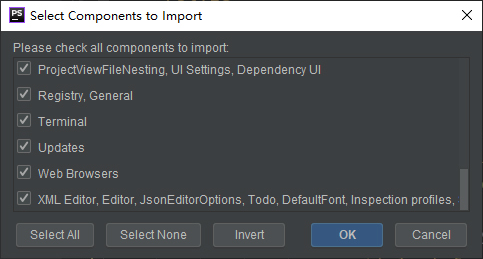 PS Select Components to Import
Please check all components to import:
ProjectViewFileNesting, UI Settings, Dependency UI
Registry, General
Terminal
Updates
Web Browsers
XML Editor, Editor, JsonEditorOptions, Todo, DefaultFont, Inspection profiles,
Select All Select None Invert OK Cancel